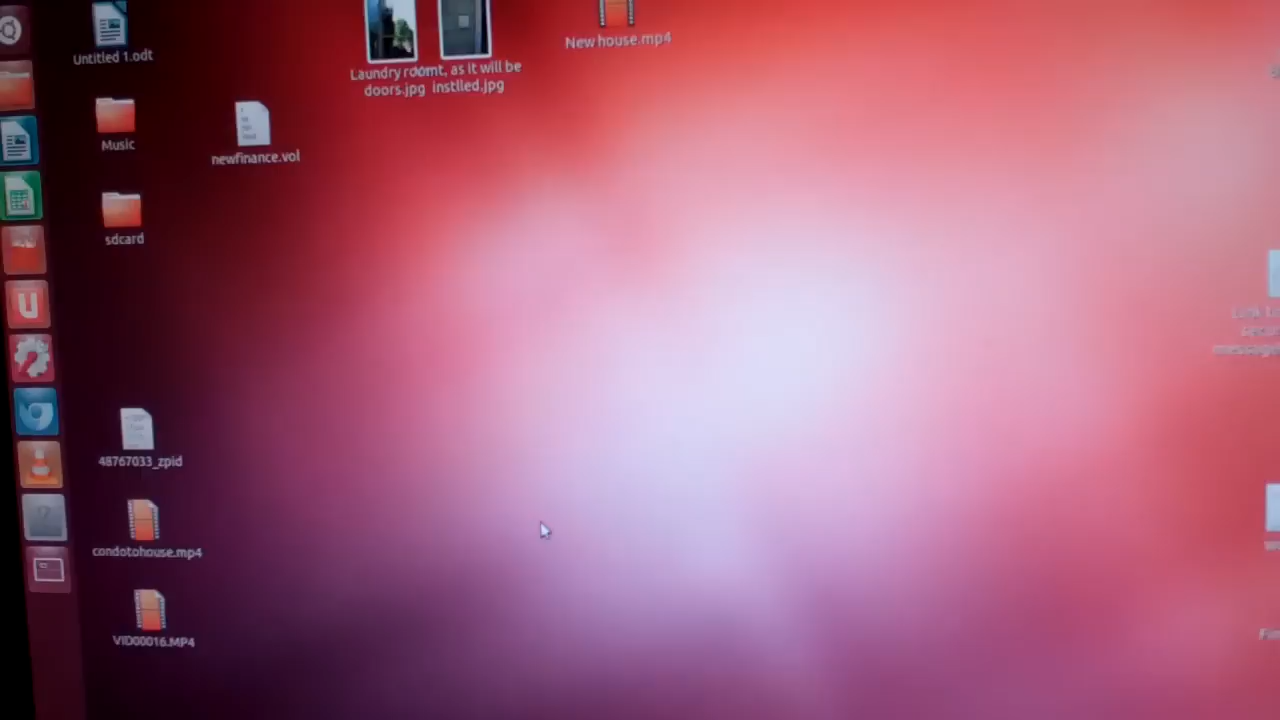 Untitled 1.odt
Laundry room
doors.jpg
t, as it will be
instlled.jpg
New house.mp4
Music
newfinance.vol
sdcard
48767033_zpid
condotohouse.mp4
VID00016.MP4